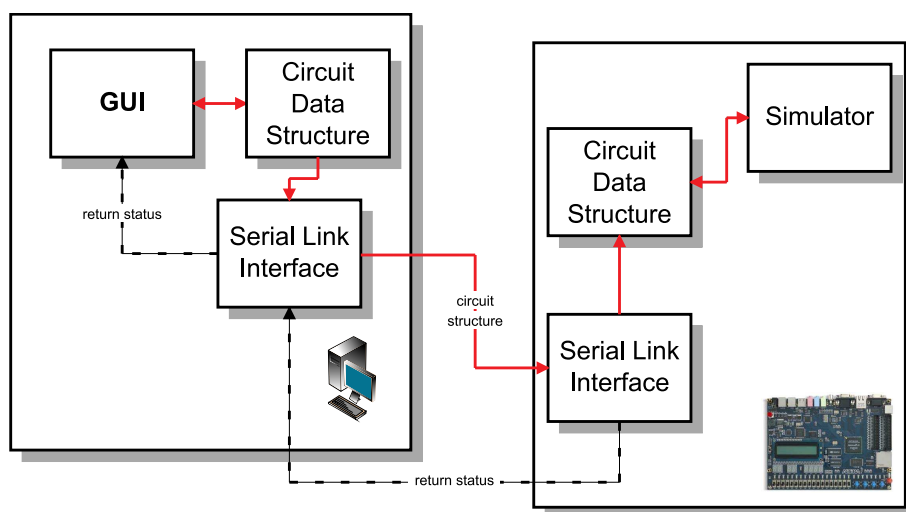 GUI
Circuit
Data
Structure
return status
Serial Link
Interface
circuit
structure
return status
Simulator
Circuit
Data
Structure
Serial Link
Interface